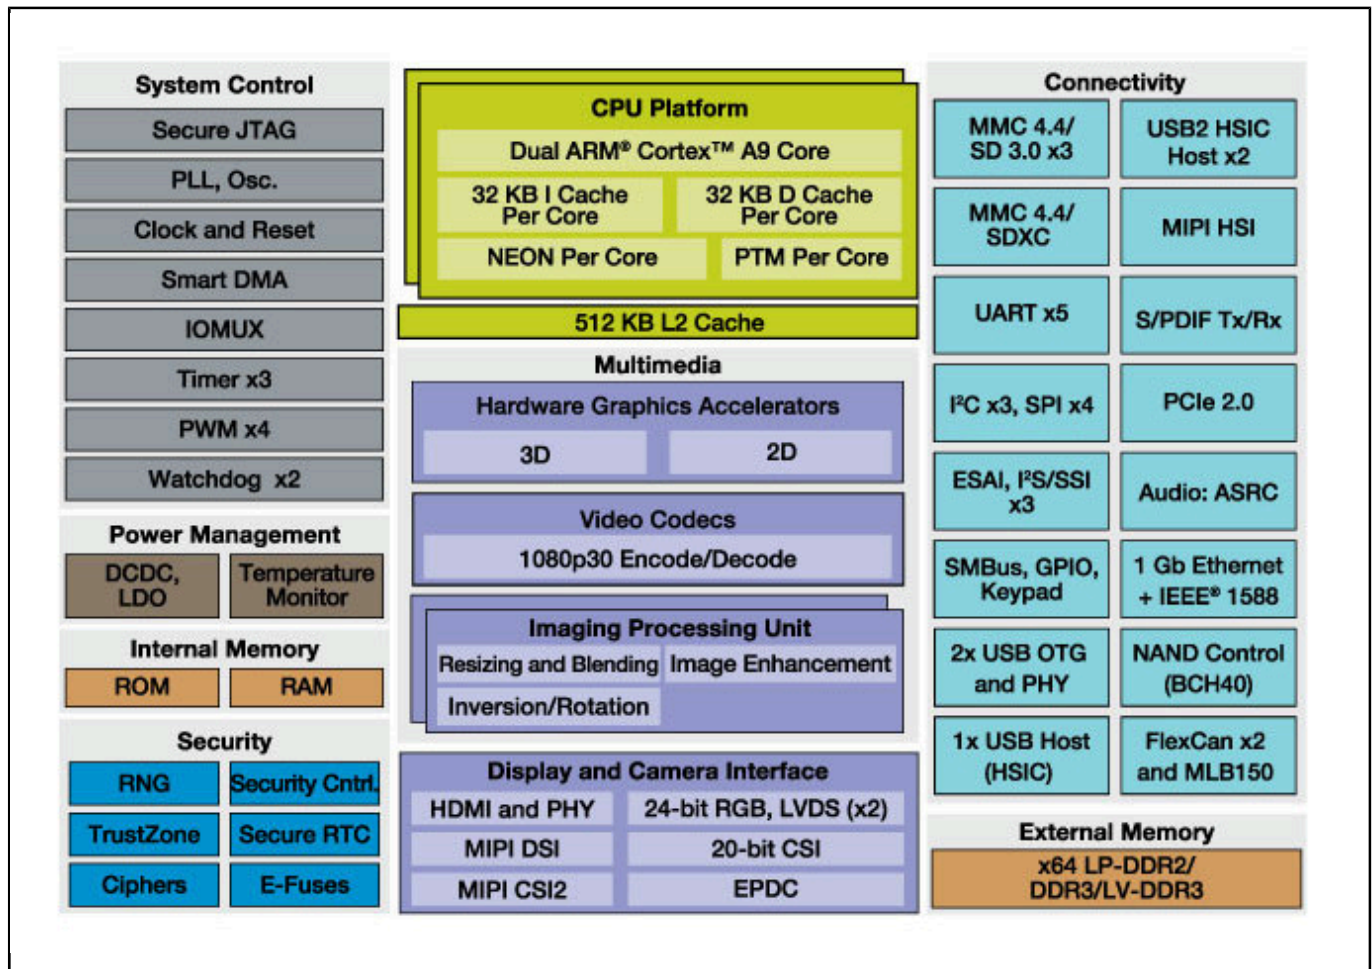 System Control
Secure JTAG
PLL, Osc.
Clock and Reset
Smart DMA
IOMUX
Timer x3
PWM x4
Watchdog x2
Power Management
DCDC,
LDO
Temperature
Monitor
Internal Memory
ROM
RAM
Security
RNG
Security Cntrl.
TrustZone
Secure RTC
Ciphers
E-Fuses
CPU Platform
Dual ARM® Cortex™ A9 Core
32 KB I Cache
Per Core
32 KB D Cache
Per Core
NEON Per Core
PTM Per Core
512 KB L2 Cache
Multimedia
Hardware Graphics Accelerators
3D
2D
Video Codecs
1080p30 Encode/Decode
Imaging Processing Unit
Resizing and Blending
Image Enhancement
Inversion/Rotation
Display and Camera Interface
HDMI and PHY
24-bit RGB, LVDS (x2)
MIPI DSI
20-bit CSI
MIPI CSI2
EPDC
Connectivity
MMC 4.4/
SD 3.0 x3
USB2 HSIC
Host x2
MMC 4.4/
SDXC
MIPI HSI
UART x5
S/PDIF Tx/Rx
I²C x3, SPI x4
PCIe 2.0
ESAI, I²S/SSI
x3
Audio: ASRC
SMBus, GPIO,
Keypad
1 Gb Ethernet
+ IEEE® 1588
2x USB OTG
and PHY
NAND Control
(BCH40)
1x USB Host
(HSIC)
FlexCan x2
and MLB150
External Memory
x64 LP-DDR2/
DDR3/LV-DDR3